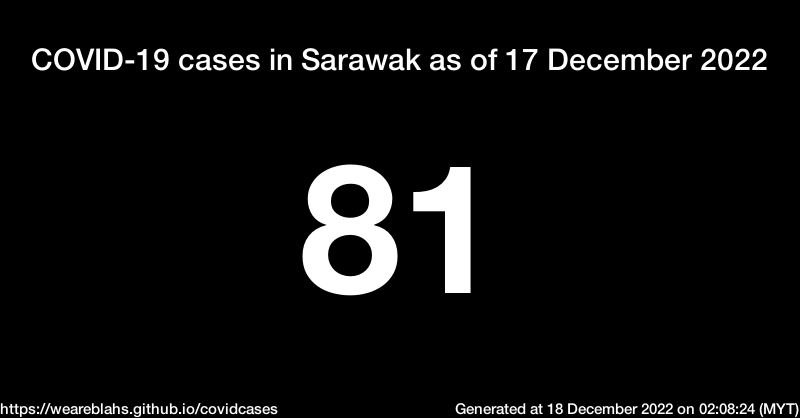 COVID-19 cases in Sarawak as of 17 December 2022
81
https://weareblahs.github.io/covidcases
Generated at 18 December 2022 on 02:08:24 (MYT)